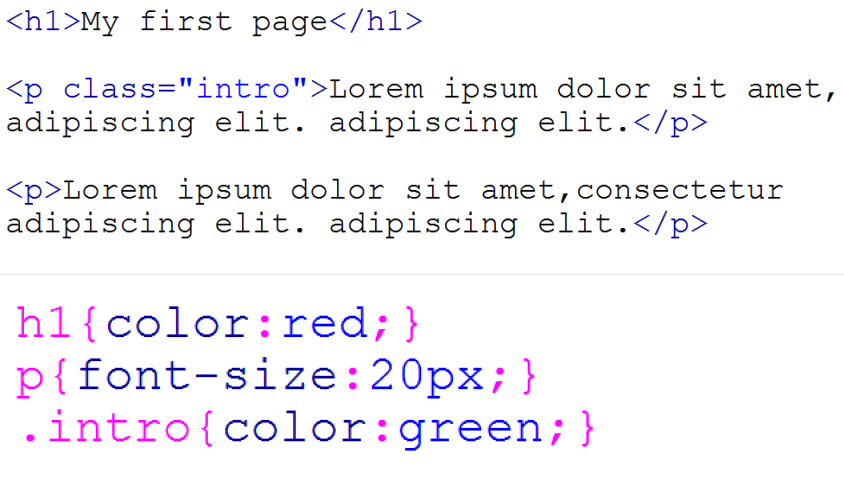 <h1>My first page</h1>
<p class="intro">Lorem ipsum dolor sit amet,
adipiscing elit. adipiscing elit.</p>
<p>Lorem ipsum dolor sit amet,consectetur
adipiscing elit. adipiscing elit.</p>
h1{color:red;}
p{font-size:20px;}
.intro{color:green;}